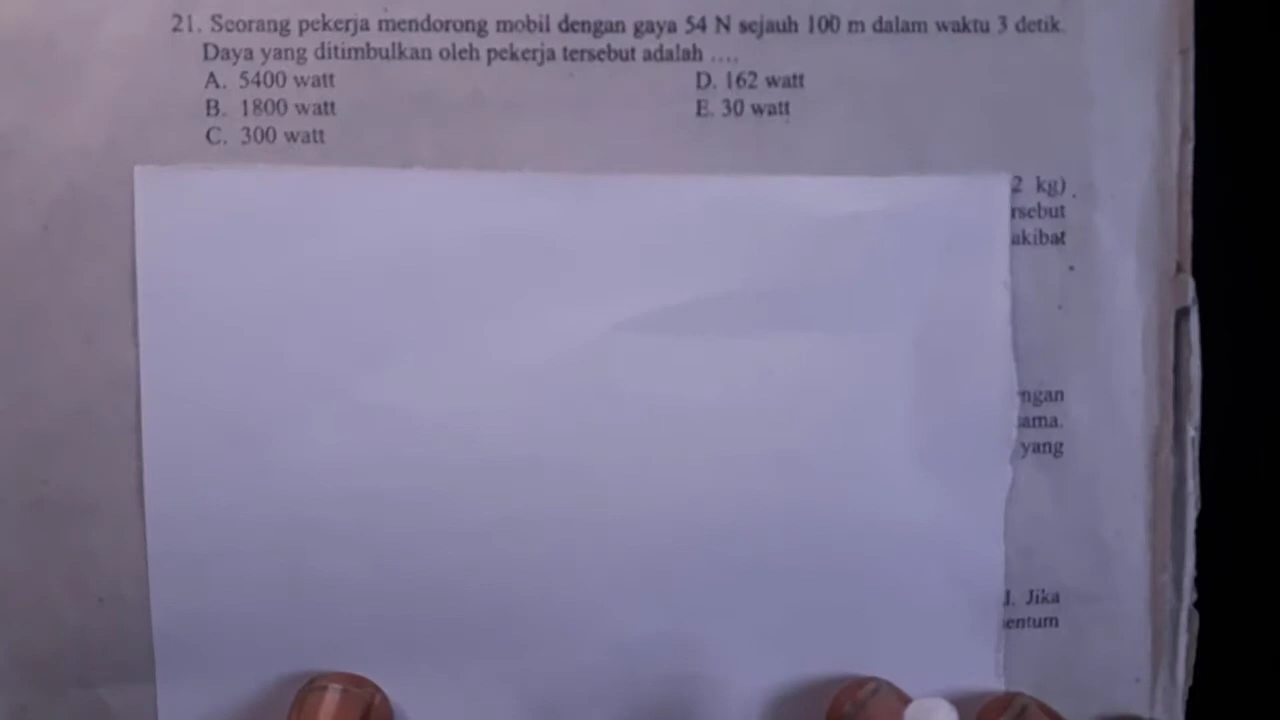 21. Seorang pekerja mendorong mobil dengan gaya 54 N sejauh 100 m dalam waktu 3 detik.
Daya yang ditimbulkan oleh pekerja tersebut adalah ....
A. 5400 watt
B. 1800 watt
C. 300 watt
D. 162 watt
E. 30 watt
2 kg)
rsebut
akibat
ngan
ama.
yang
Jika
entum